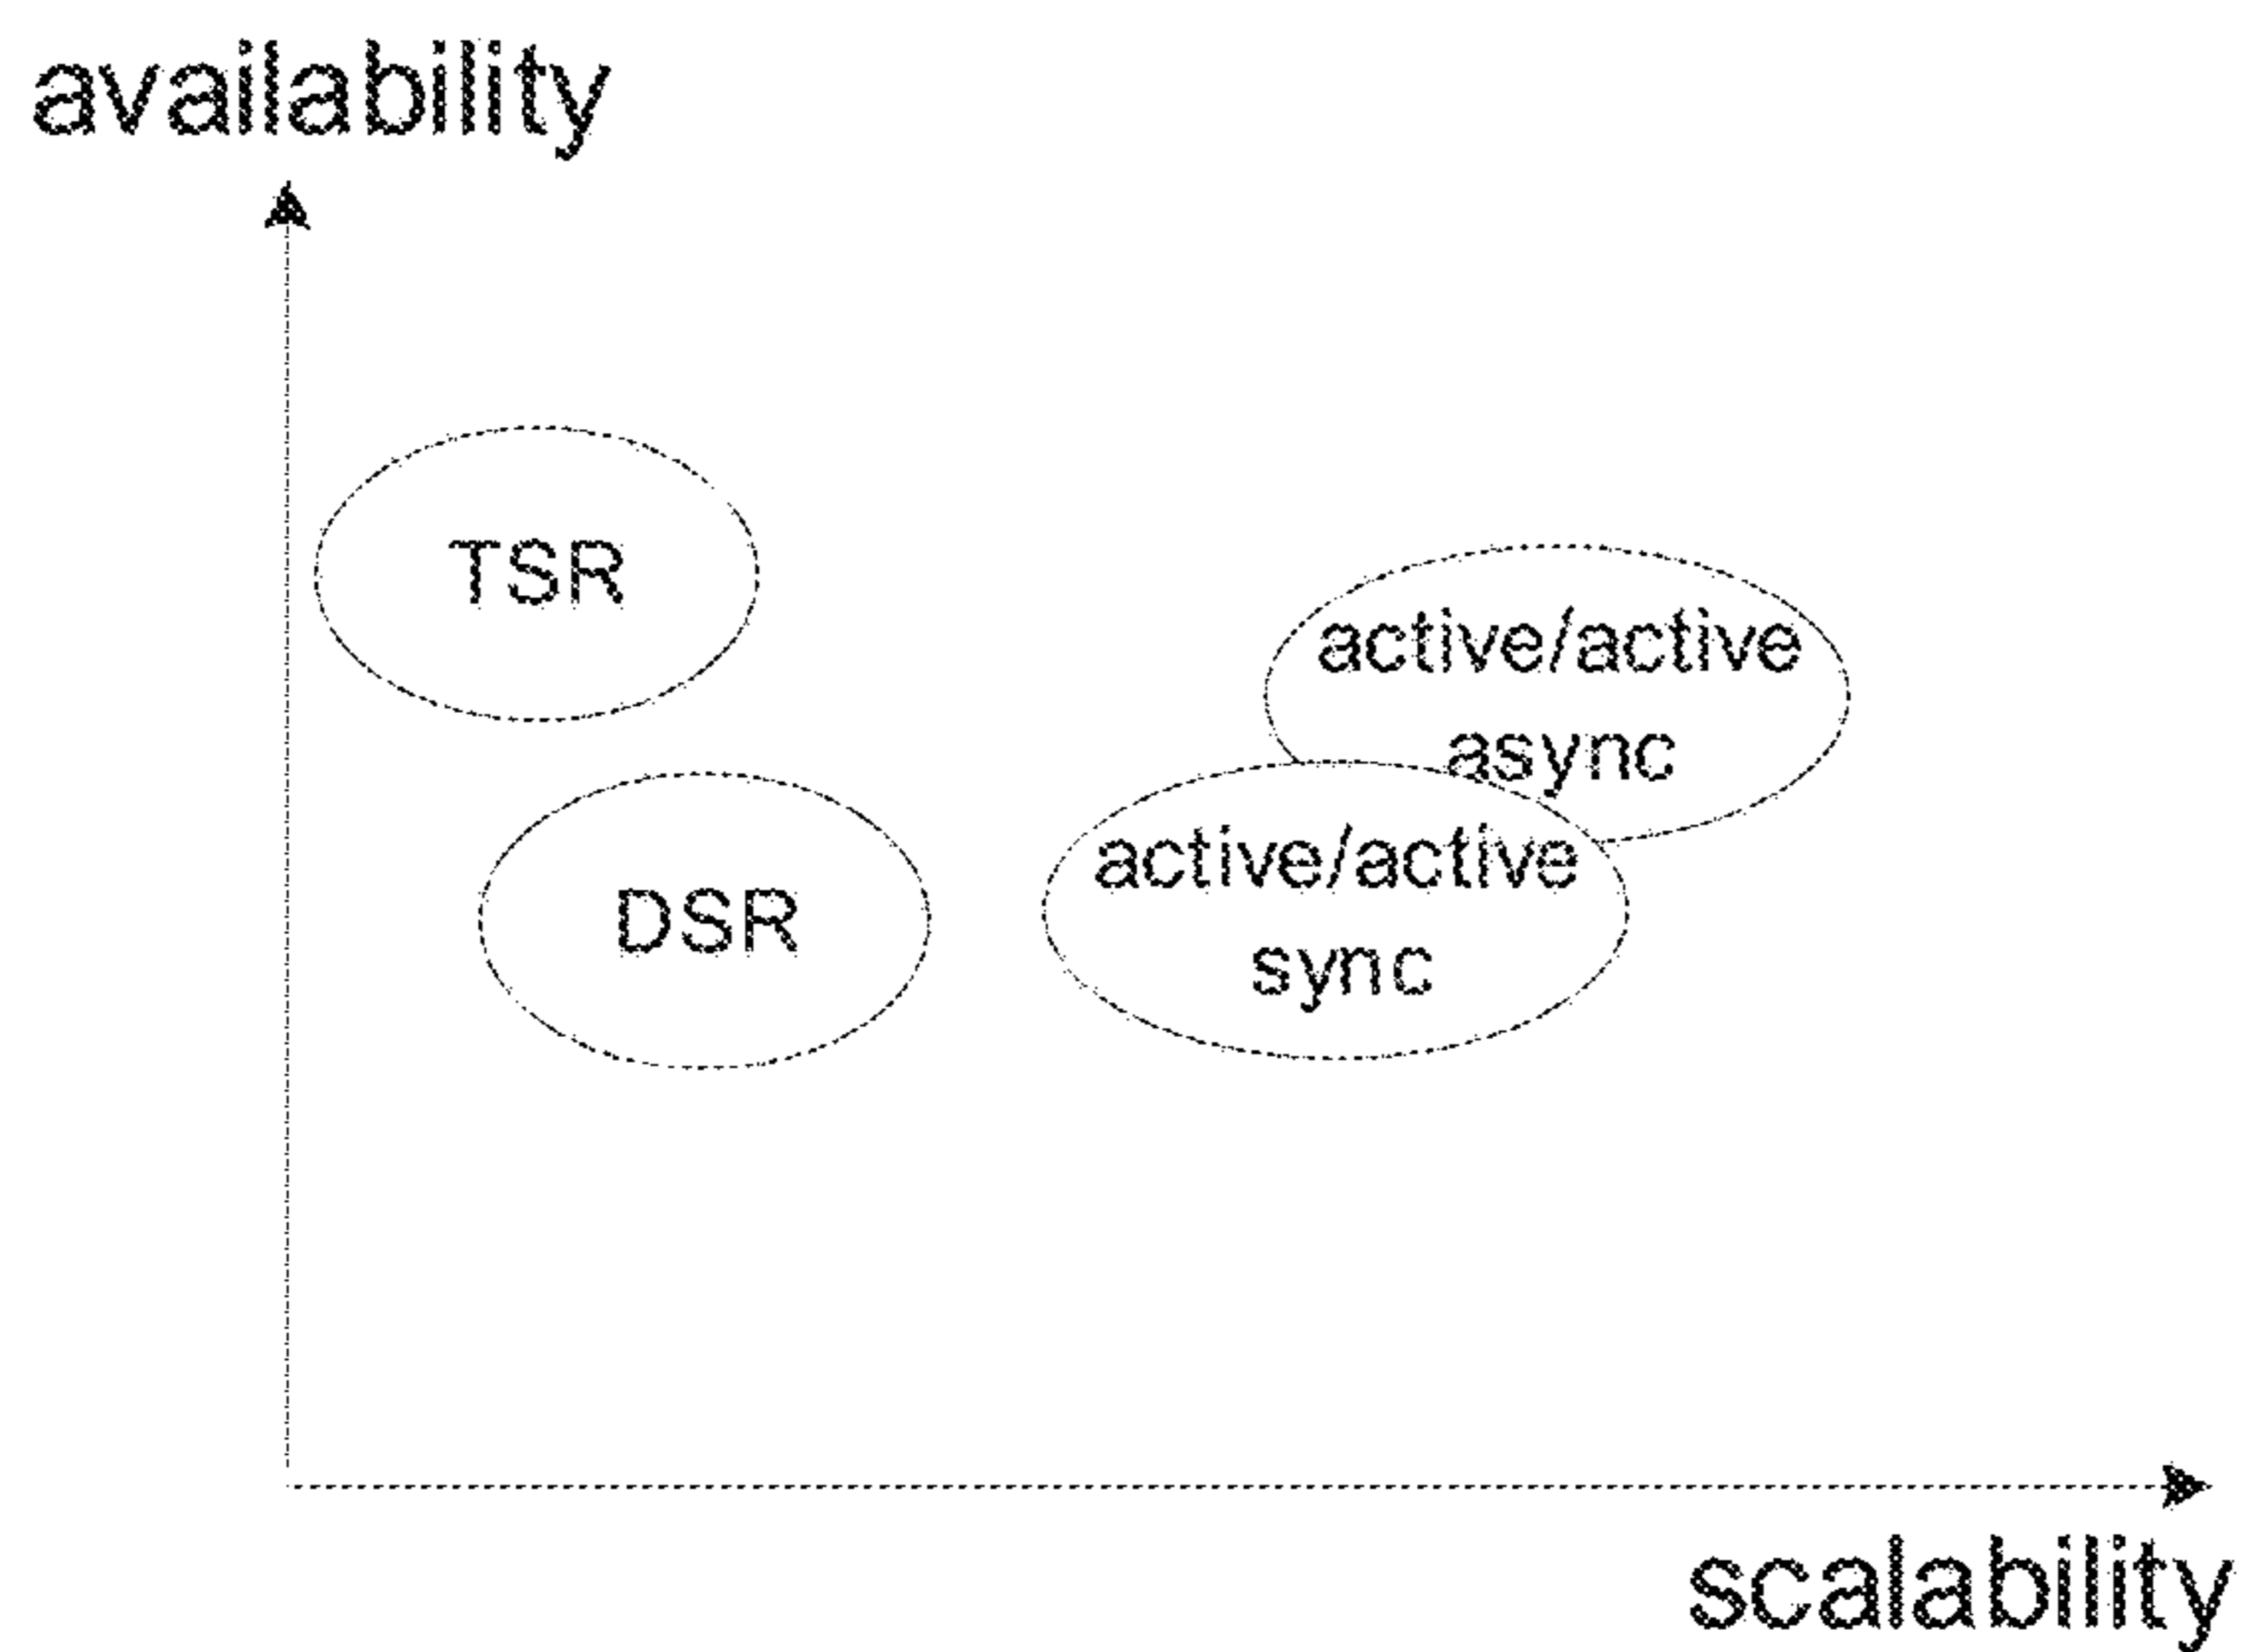 availability
TSR
active/active
async
active/active
sync
DSR
scalability